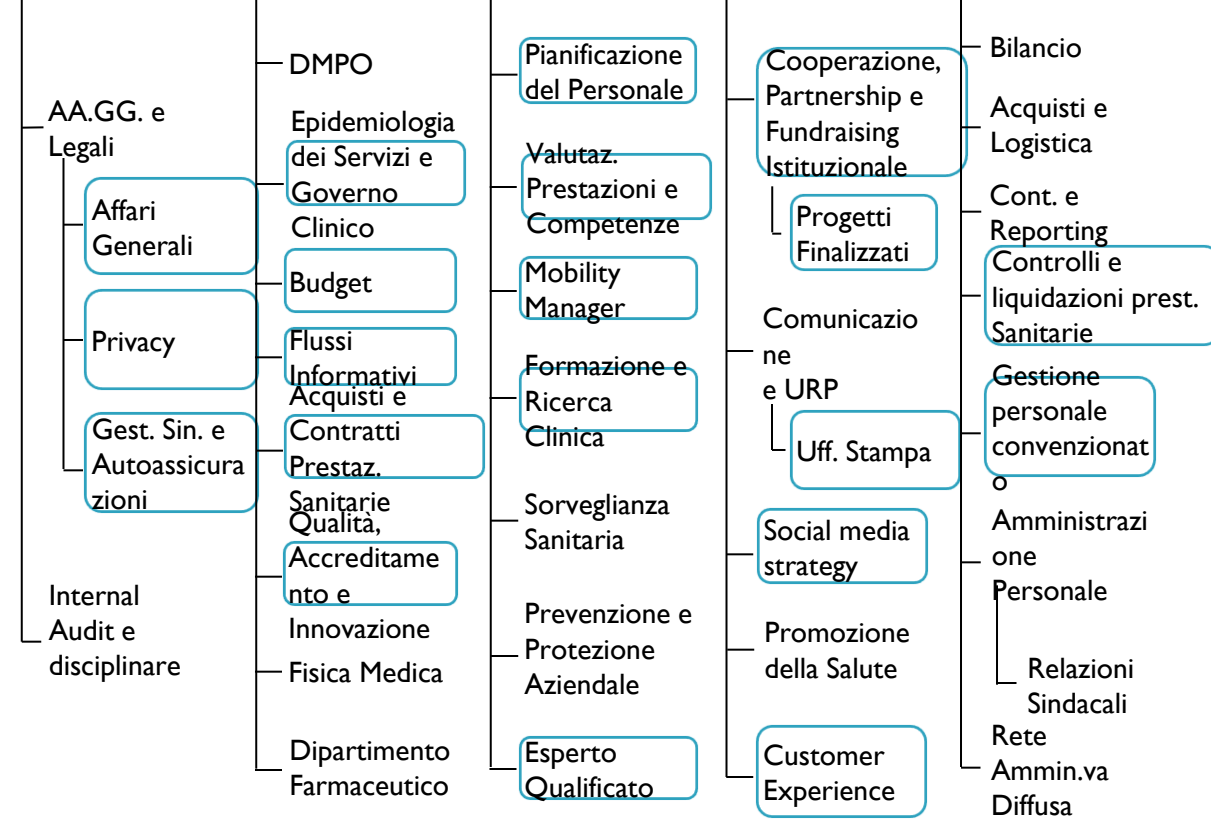 AA.GG. e
Legali
Affari
Generali
Privacy
Gest. Sin. e
Autoassicura
zioni
Internal
Audit e
disciplinare
DMPO
Epidemiologia
dei Servizi e
Governo
Clinico
Budget
Flussi
Informativi
Acquisti e
Contratti
Prestaz.
Sanitarie
Qualità,
Accreditame
nto e
Innovazione
Fisica Medica
Dipartimento
Farmaceutico
Pianificazione
del Personale
Valutaz.
Prestazioni e
Competenze
Mobility
Manager
Formazione e
Ricerca
Clinica
Sorveglianza
Sanitaria
Prevenzione e
Protezione
Aziendale
Esperto
Qualificato
Cooperazione,
Partnership e
Fundraising
Istituzionale
Progetti
Finalizzati
Comunicazio
ne
e URP
Uff. Stampa
Social media
strategy
Promozione
della Salute
Customer
Experience
Bilancio
Acquisti e
Logistica
Cont. e
Reporting
Controlli e
liquidazioni prest.
Sanitarie
Gestione
personale
convenzionat
o
Amministrazi
one
Personale
Relazioni
Sindacali
Rete
Ammin.va
Diffusa